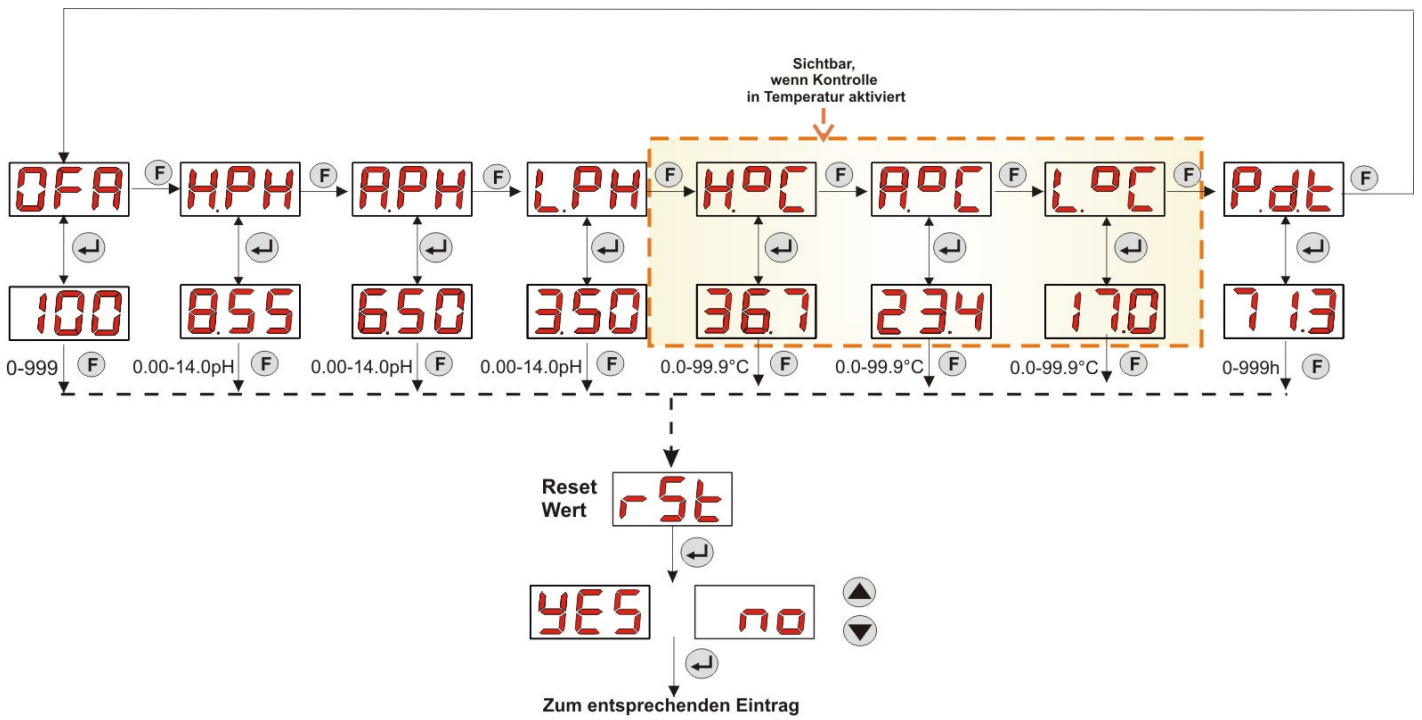 Sichtbar,
wenn Kontrolle
in Temperatur aktiviert
OFA F H.PH F A.PH F L.PH F H.°C F A.°C F L.°C F P.d.t F
100 8.55 6.50 3.50 36.7 23.4 17.0 71.3
0-999 F 0.00-14.0pH F 0.00-14.0pH F 0.00-14.0pH F 0.0-99.9°C F 0.0-99.9°C F 0.0-99.9°C F 0-999h F
Reset
Wert
rSt
YES no
Zum entsprechenden Eintrag